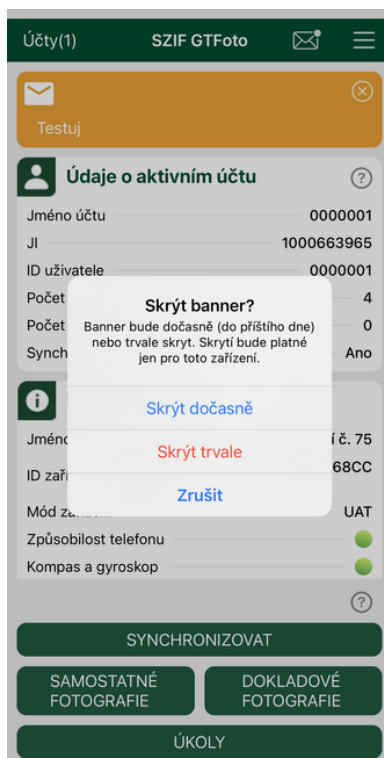 Účty(1) SZIF GTFoto
Testuj
Údaje o aktivním účtu ?
Jméno účtu 0000001
JI 1000663965
ID uživatele 0000001
Počet 4
Počet 0
Synch Ano
Skrýt banner?
Banner bude dočasně (do příštího dne)
nebo trvale skryt. Skrytí bude platné
jen pro toto zařízení.
Skrýt dočasně
Skrýt trvale
Zrušit
Jméno í č. 75
ID zaří 68CC
Mód UAT
Způsobilost telefonu
Kompas a gyroskop
?
SYNCHRONIZOVAT
SAMOSTATNÉ
FOTOGRAFIE
DOKLADOVÉ
FOTOGRAFIE
ÚKOLY